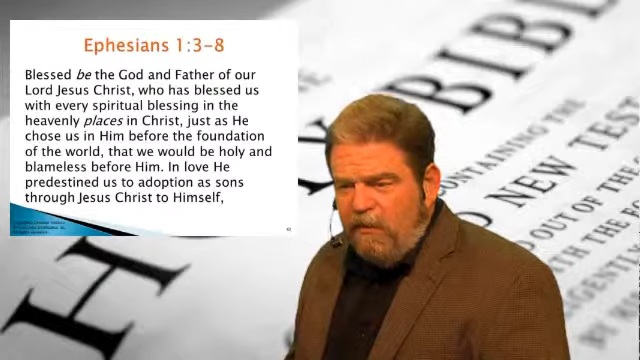 Ephesians 1:3-8
Blessed be the God and Father of our
Lord Jesus Christ, who has blessed us
with every spiritual blessing in the
heavenly places in Christ, just as He
chose us in Him before the foundation
of the world, that we would be holy and
blameless before Him. In love He
predestined us to adoption as sons
through Jesus Christ to Himself,
BIBL
CONTAINING THE
NEW TEST
D OUT OF THE
WITH THE
H